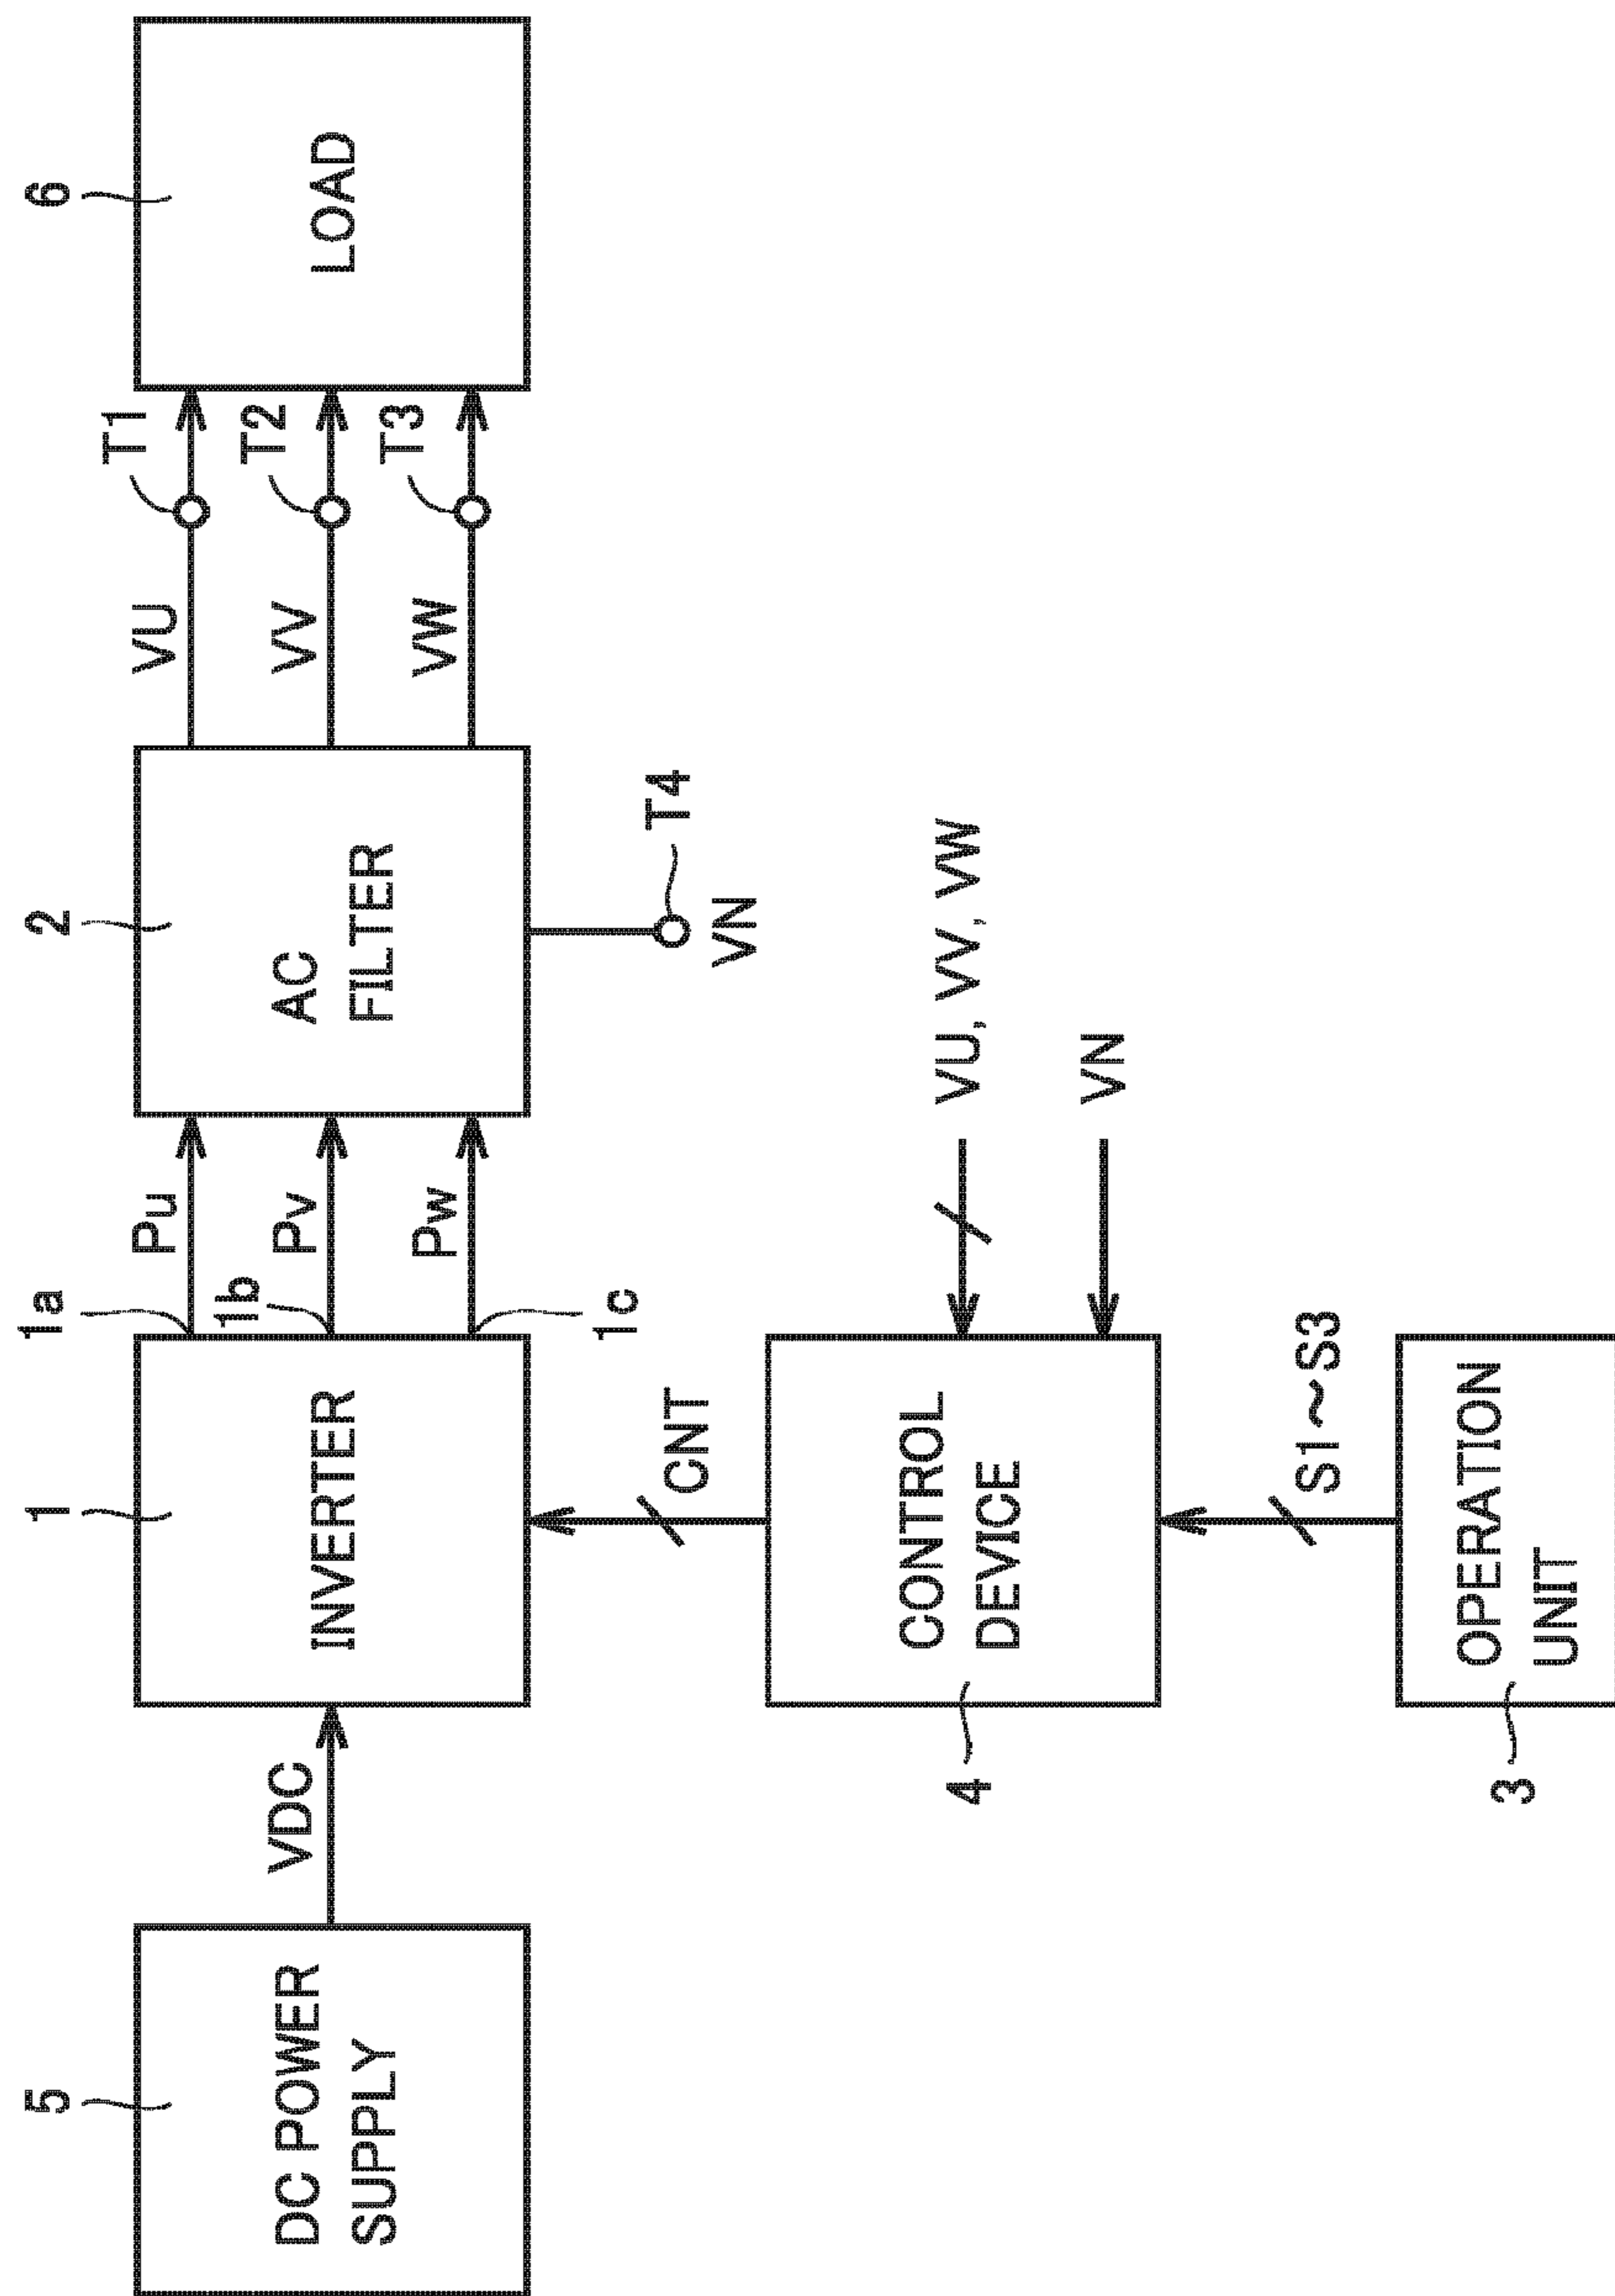 5
1
1a
2
6
Pu
VU
T1
DC POWER
SUPPLY
VDC
INVERTER
1b
Pv
AC
FILTER
VV
T2
LOAD
Pw
VW
T3
1c
CNT
T4
VN
4
CONTROL
DEVICE
VU, VV, VW
VN
S1~S3
3
OPERATION
UNIT